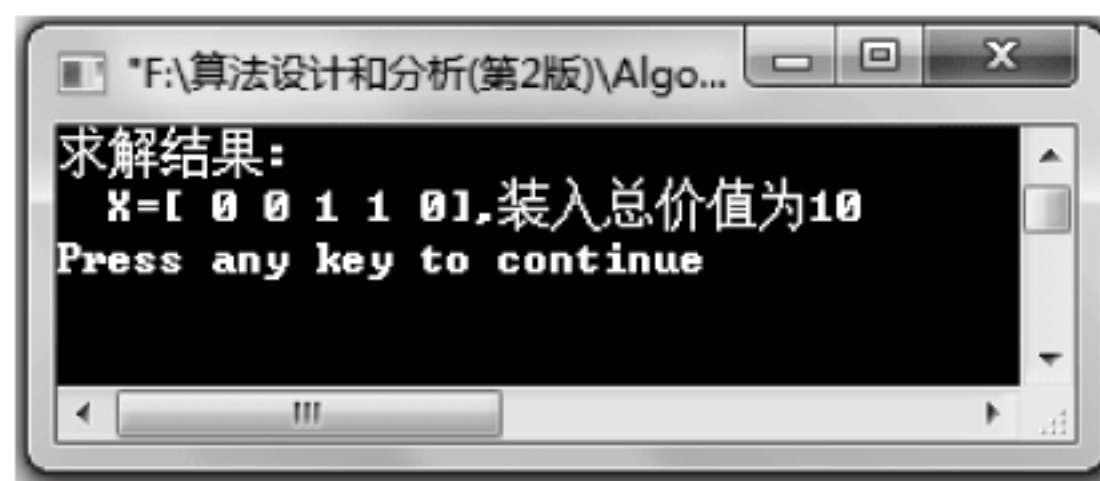 "F:\算法设计和分析(第2版)\Algo...
求解结果:
X=[ 0 0 1 1 0],装入总价值为10
Press any key to continue